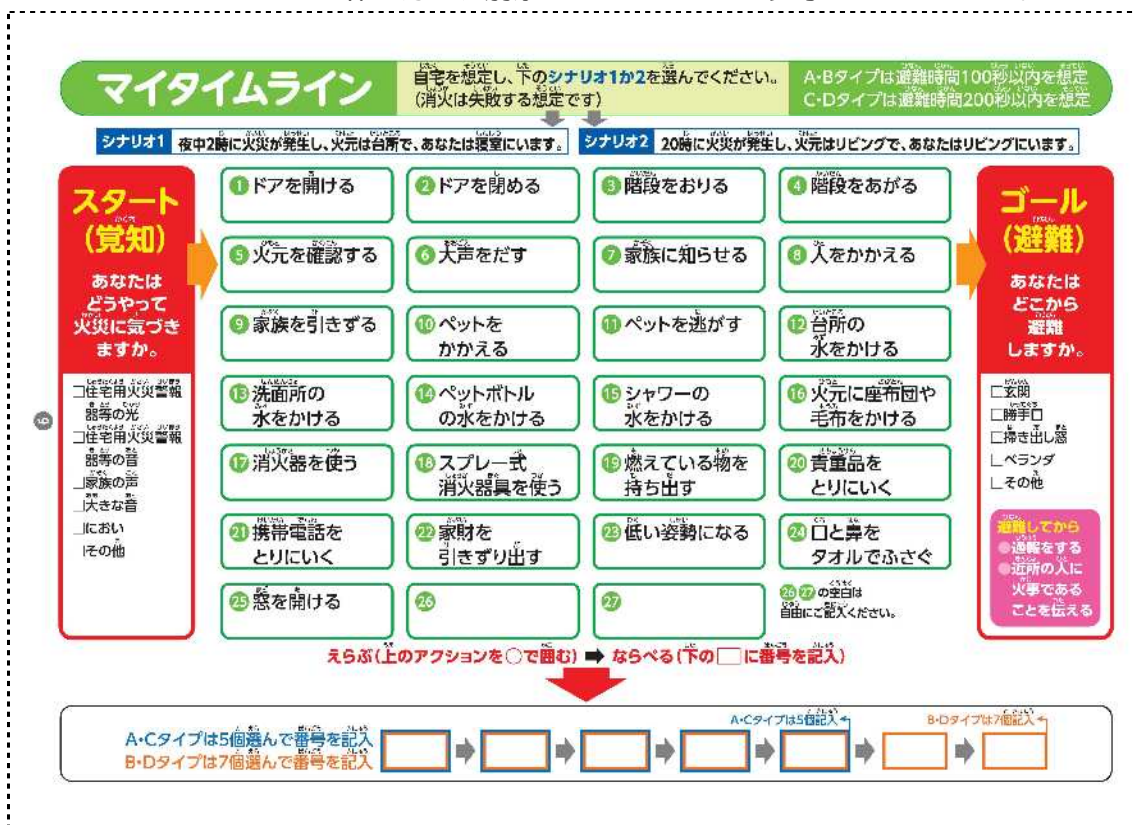 マイタイムライン
自宅を想定し、下のシナリオ1か2を選んでください。
(消火は失敗する想定です)
A・Bタイプは避難時間100秒以内を想定
C・Dタイプは避難時間200秒以内を想定
シナリオ1 夜中2時に火災が発生し、火元は台所で、あなたは寝室にいます。
シナリオ2 20時に火災が発生し、火元はリビングで、あなたはリビングにいます。
スタート
(覚知)
あなたは
どうやって
火災に気づき
ますか。
□住宅用火災警報
器等の光
□住宅用火災警報
器等の音
□家族の声
□大きな音
□におい
□その他
❶ドアを開ける
❷ドアを閉める
❸階段をおりる
❹階段をあがる
❺火元を確認する
❻大声をだす
❼家族に知らせる
❽人をかかえる
❾家族を引きずる
❿ペットを
かかえる
⓫ペットを逃がす
⓬台所の
水をかける
⓭洗面所の
水をかける
⓮ペットボトル
の水をかける
⓯シャワーの
水をかける
⓰火元に座布団や
毛布をかける
⓱消火器を使う
⓲スプレー式
消火器具を使う
⓳燃えている物を
持ち出す
⓴貴重品を
とりにいく
㉑携帯電話を
とりにいく
㉒家財を
引きずり出す
㉓低い姿勢になる
㉔口と鼻を
タオルでふさぐ
㉕窓を開ける
㉖
㉗
㉖㉗の空白は
自由にご記入ください。
ゴール
(避難)
あなたは
どこから
避難
しますか。
□玄関
□勝手口
□掃き出し窓
□ベランダ
□その他
避難してから
●通報をする
●近所の人に
火事である
ことを伝える
えらぶ(上のアクションを○で囲む) ➡ ならべる(下の□に番号を記入)
A・Cタイプは5個選んで番号を記入
B・Dタイプは7個選んで番号を記入
A・Cタイプは5個記入
B・Dタイプは7個記入